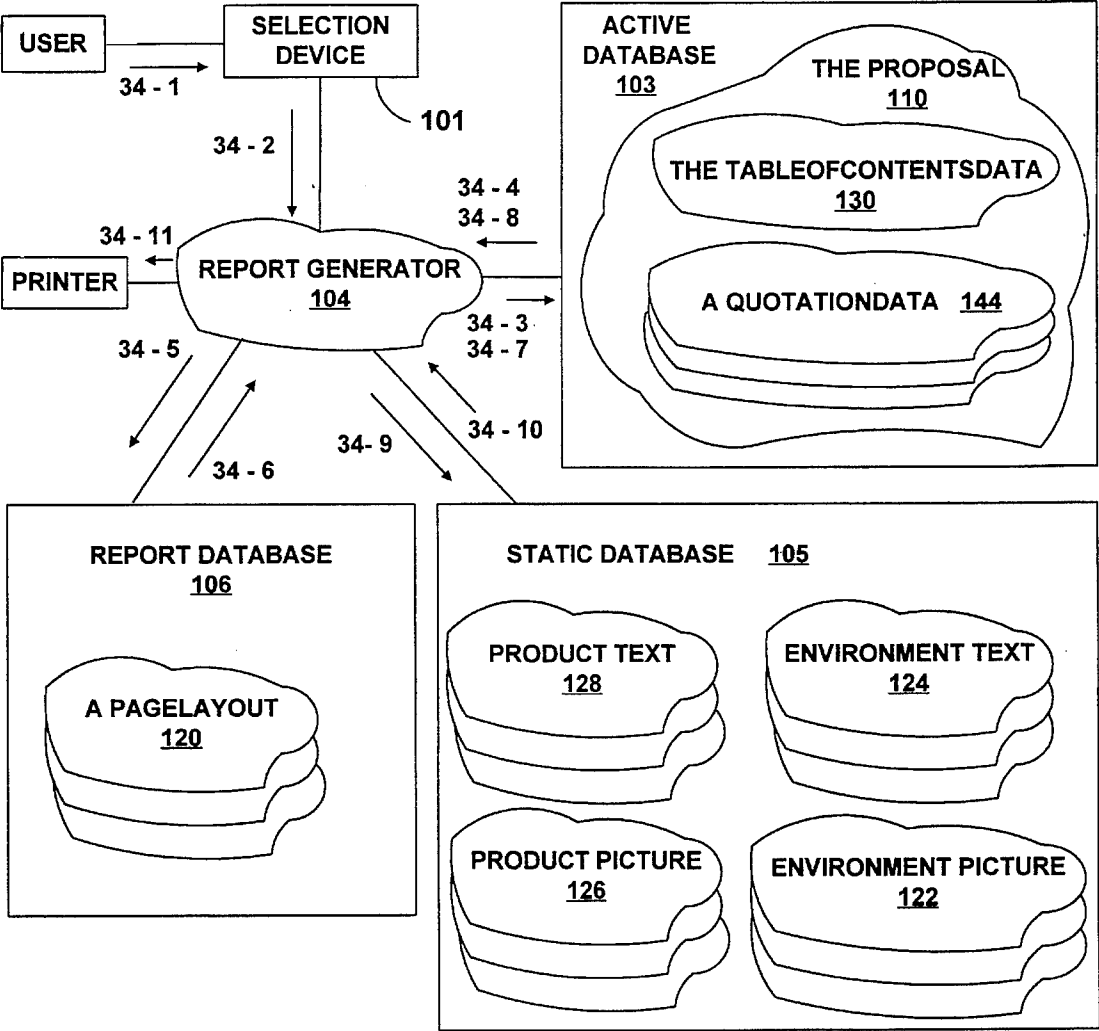 USER
SELECTION
DEVICE
34 - 1
101
34 - 2
ACTIVE
DATABASE
103
THE PROPOSAL
110
THE TABLEOFCONTENTSDATA
130
A QUOTATIONDATA 144
34 - 4
34 - 8
34 - 11
PRINTER
REPORT GENERATOR
104
34 - 3
34 - 7
34 - 5
34 - 6
34- 9
34 - 10
REPORT DATABASE
106
A PAGELAYOUT
120
STATIC DATABASE 105
PRODUCT TEXT
128
ENVIRONMENT TEXT
124
PRODUCT PICTURE
126
ENVIRONMENT PICTURE
122